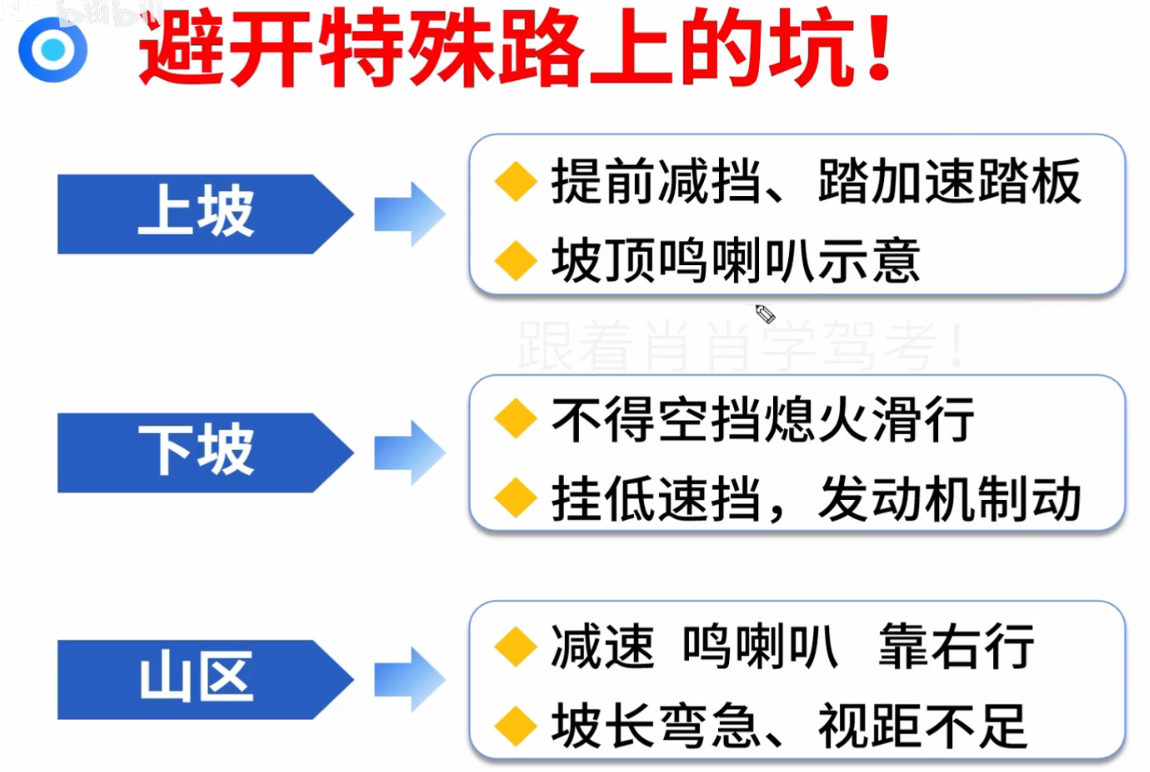 避开特殊路上的坑！
上坡
提前减挡、踏加速踏板
坡顶鸣喇叭示意
跟着肖肖学驾考！
下坡
不得空挡熄火滑行
挂低速挡，发动机制动
山区
减速 鸣喇叭 靠右行
坡长弯急、视距不足